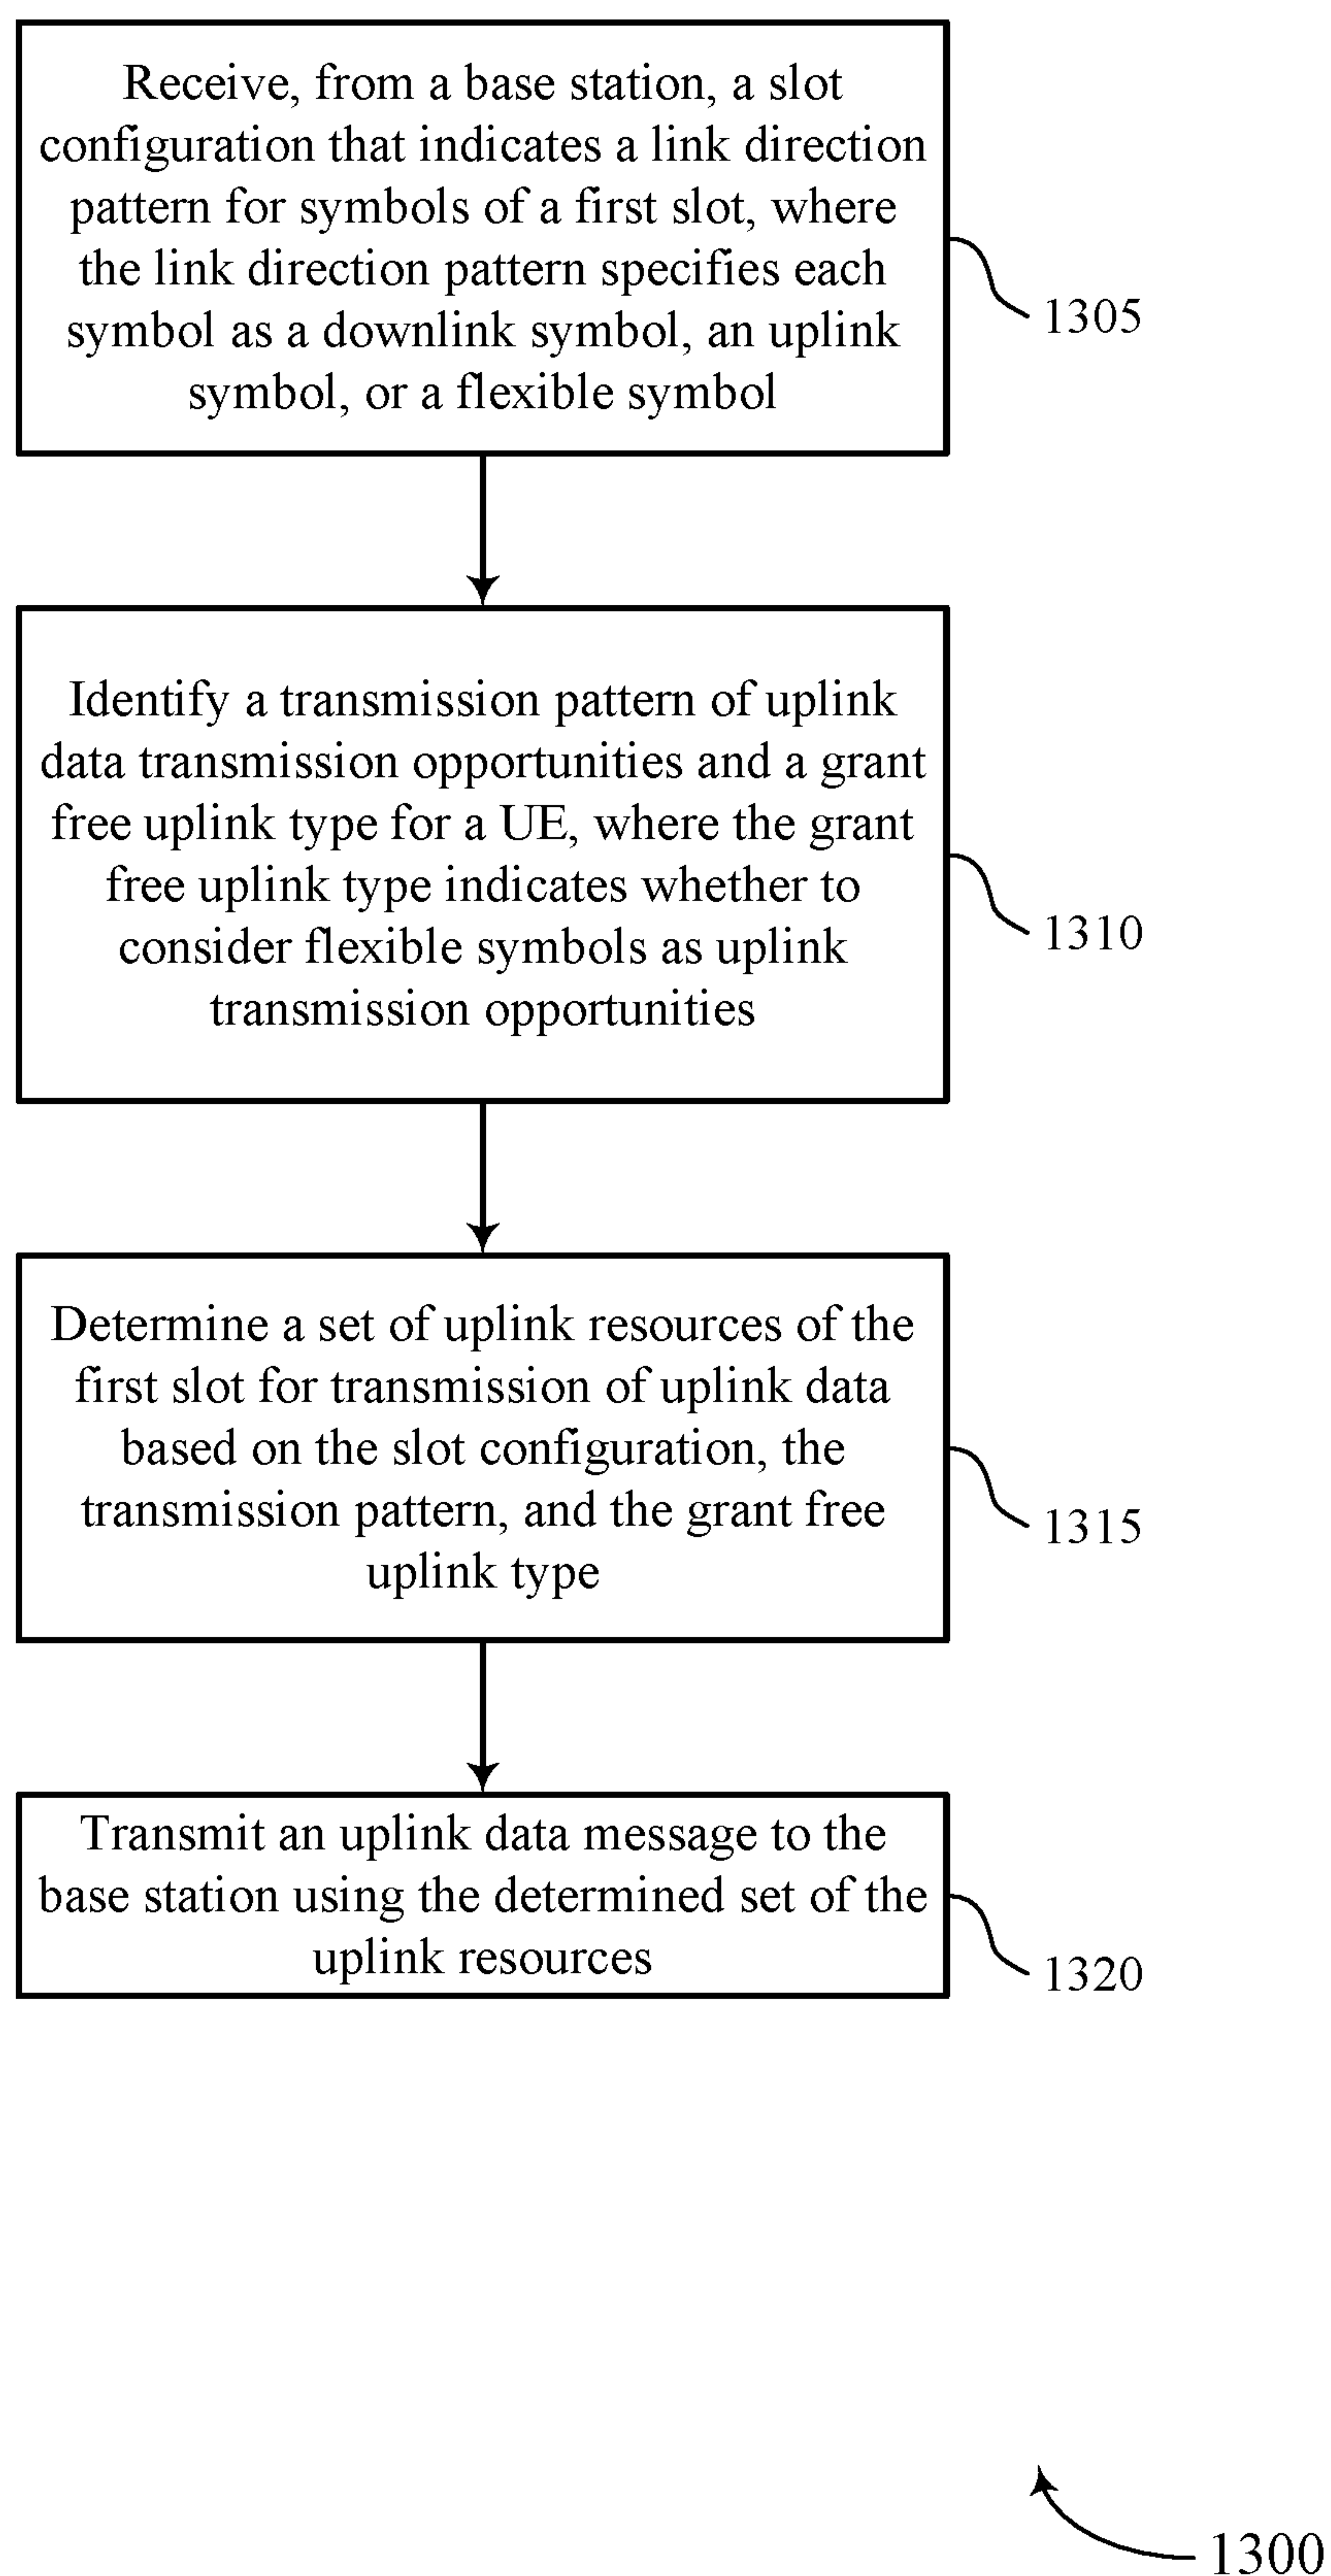 Receive, from a base station, a slot
configuration that indicates a link direction
pattern for symbols of a first slot, where
the link direction pattern specifies each
symbol as a downlink symbol, an uplink
symbol, or a flexible symbol
1305
Identify a transmission pattern of uplink
data transmission opportunities and a grant
free uplink type for a UE, where the grant
free uplink type indicates whether to
consider flexible symbols as uplink
transmission opportunities
1310
Determine a set of uplink resources of the
first slot for transmission of uplink data
based on the slot configuration, the
transmission pattern, and the grant free
uplink type
1315
Transmit an uplink data message to the
base station using the determined set of the
uplink resources
1320
1300